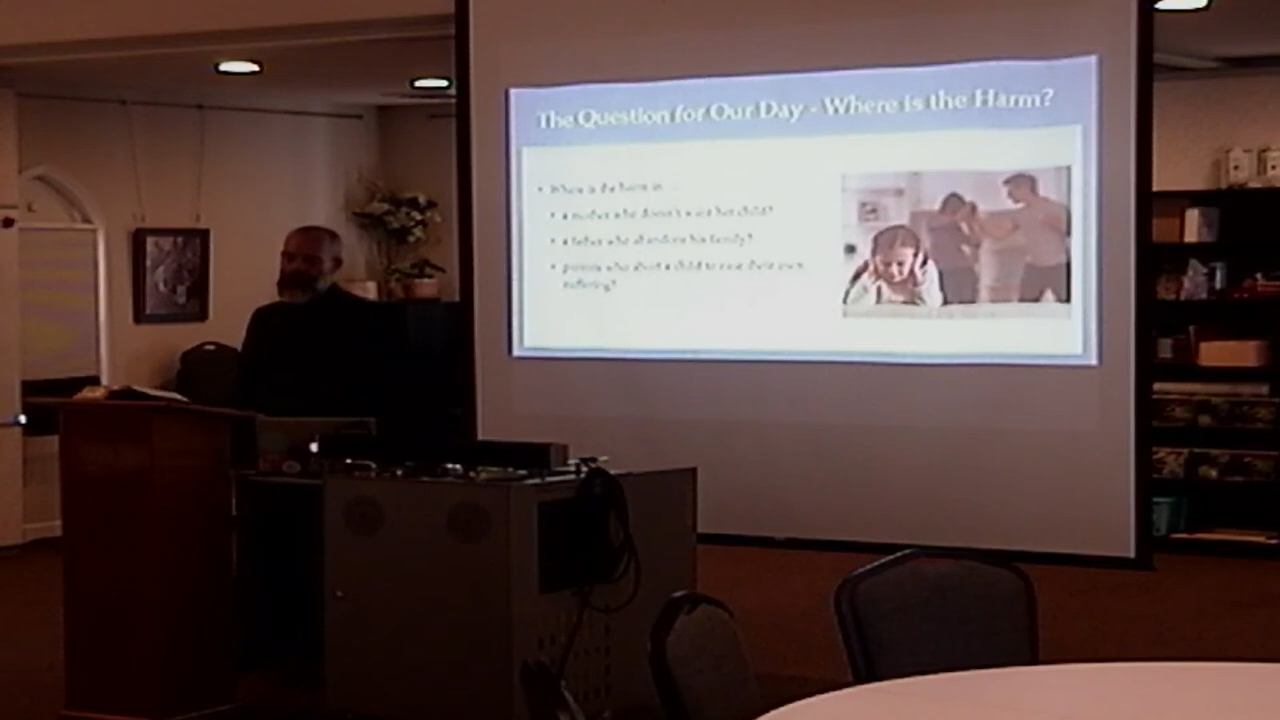 The Question for Our Day - Where is the Harm?
• Where is the harm in ...
• a mother who doesn't want her child?
• a father who abandons his family?
• parents who abort a child to ease their own
suffering?